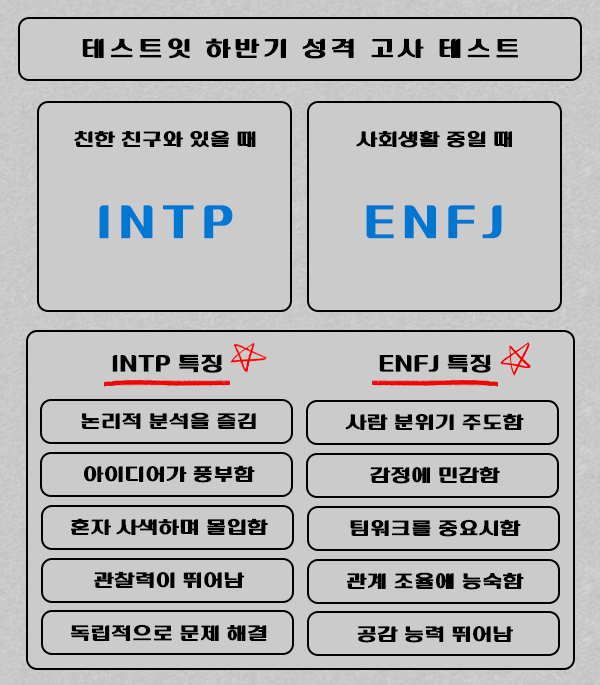 테스트잇 하반기 성격 고사 테스트
친한 친구와 있을 때
INTP
사회생활 중일 때
ENFJ
INTP 특징
논리적 분석을 즐김
아이디어가 풍부함
혼자 사색하며 몰입함
관찰력이 뛰어남
독립적으로 문제 해결
ENFJ 특징
사람 분위기 주도함
감정에 민감함
팀워크를 중요시함
관계 조율에 능숙함
공감 능력 뛰어남